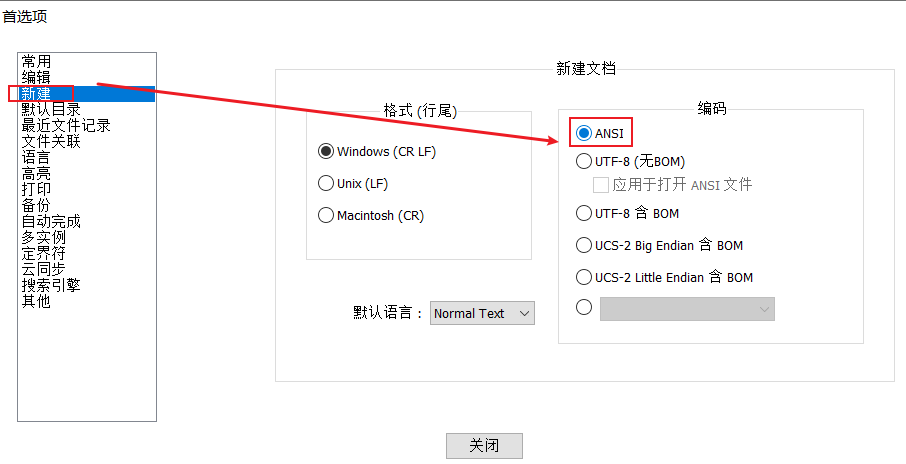 首选项
常用
编辑
新建
默认目录
最近文件记录
文件关联
语言
高亮
打印
备份
自动完成
多实例
定界符
云同步
搜索引擎
其他
新建文档
格式 (行尾)
Windows (CR LF)
Unix (LF)
Macintosh (CR)
默认语言：
Normal Text
编码
ANSI
UTF-8 (无BOM)
应用于打开 ANSI 文件
UTF-8 含 BOM
UCS-2 Big Endian 含 BOM
UCS-2 Little Endian 含 BOM
关闭